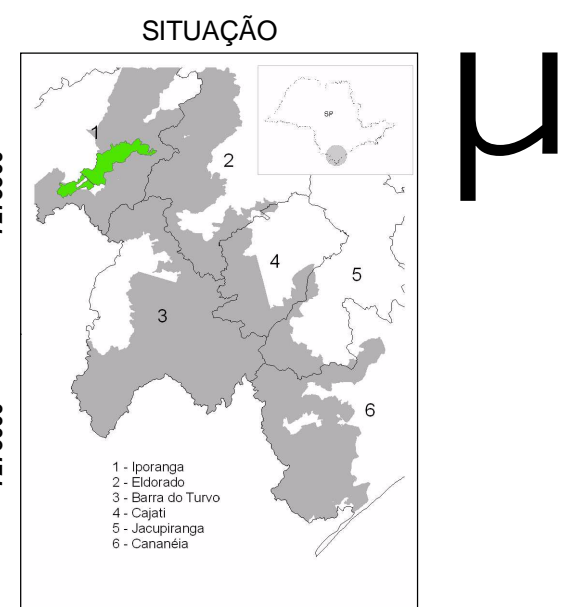 SITUAÇÃO
µ
SP
1
2
4
5
3
6
1 - Iporanga
2 - Eldorado
3 - Barra do Turvo
4 - Cajati
5 - Jacupiranga
6 - Cananéia